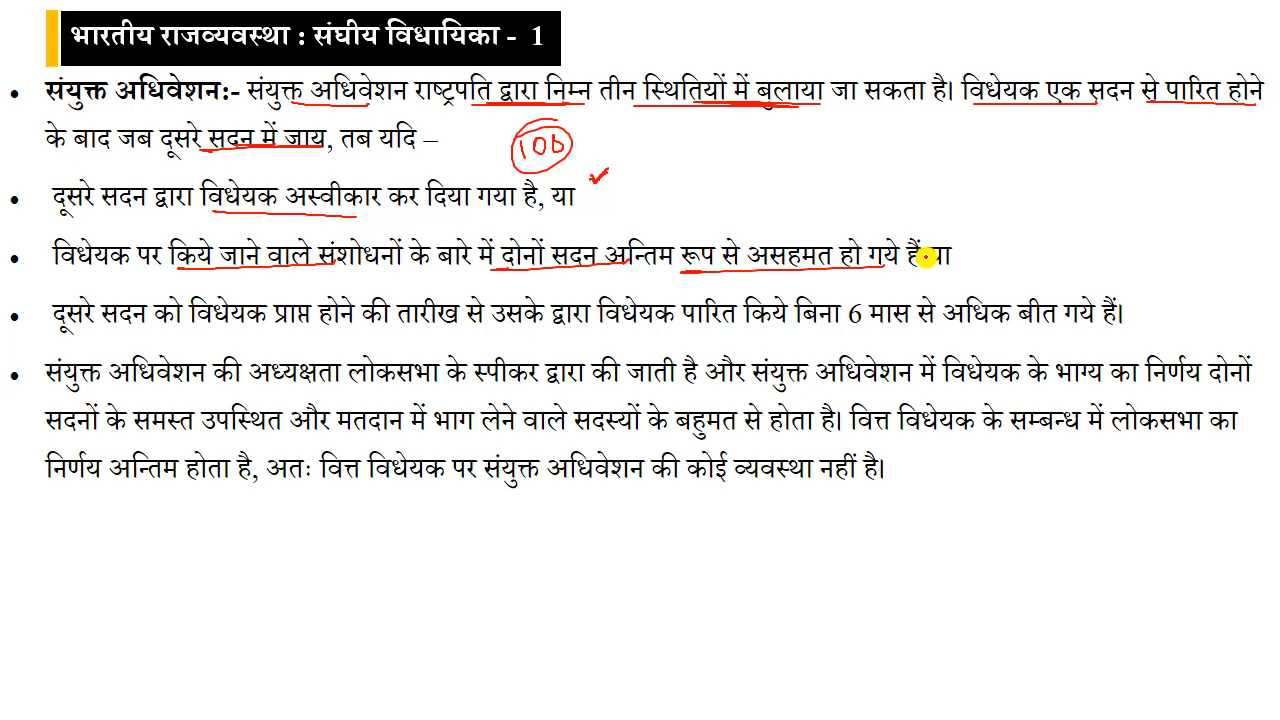 भारतीय राजव्यवस्था : संघीय विधायिका - 1
• संयुक्त अधिवेशन:- संयुक्त अधिवेशन राष्ट्रपति द्वारा निम्न तीन स्थितियों में बुलाया जा सकता है। विधेयक एक सदन से पारित होने
के बाद जब दूसरे सदन में जाय, तब यदि –
108
• दूसरे सदन द्वारा विधेयक अस्वीकार कर दिया गया है, या
• विधेयक पर किये जाने वाले संशोधनों के बारे में दोनों सदन अन्तिम रूप से असहमत हो गये हैं या
• दूसरे सदन को विधेयक प्राप्त होने की तारीख से उसके द्वारा विधेयक पारित किये बिना 6 मास से अधिक बीत गये हैं।
• संयुक्त अधिवेशन की अध्यक्षता लोकसभा के स्पीकर द्वारा की जाती है और संयुक्त अधिवेशन में विधेयक के भाग्य का निर्णय दोनों
सदनों के समस्त उपस्थित और मतदान में भाग लेने वाले सदस्यों के बहुमत से होता है। वित्त विधेयक के सम्बन्ध में लोकसभा का
निर्णय अन्तिम होता है, अतः वित्त विधेयक पर संयुक्त अधिवेशन की कोई व्यवस्था नहीं है।